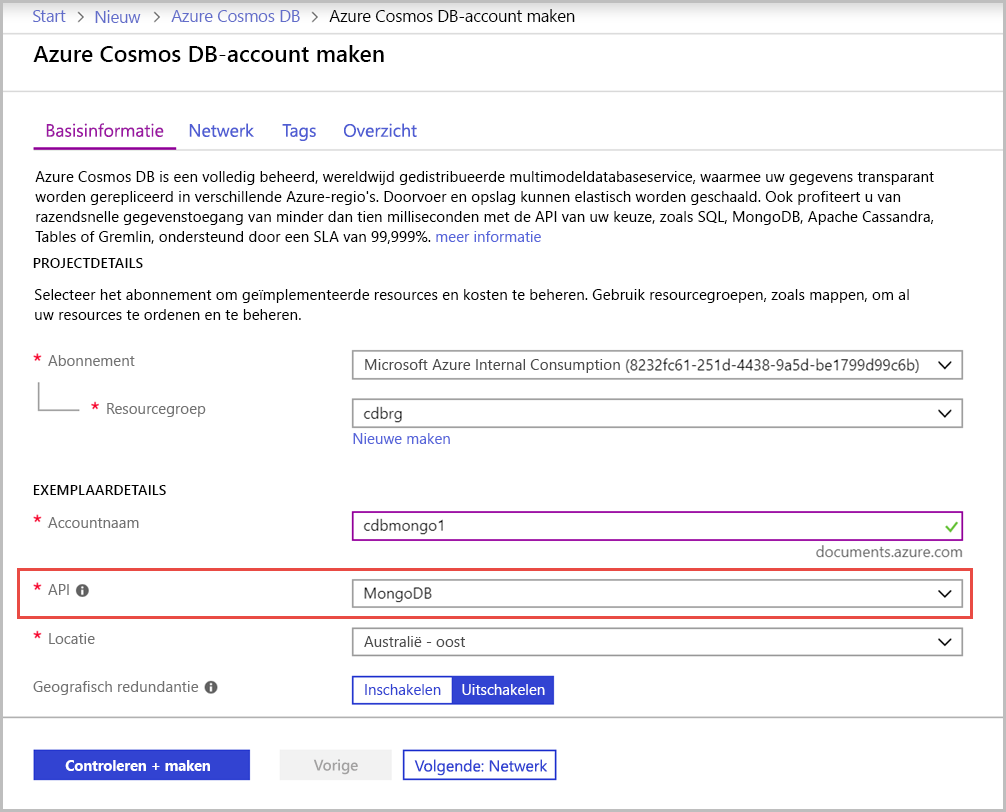 Start > Nieuw > Azure Cosmos DB > Azure Cosmos DB-account maken
Azure Cosmos DB-account maken
Basisinformatie Netwerk Tags Overzicht
Azure Cosmos DB is een volledig beheerd, wereldwijd gedistribueerde multimodeldatabaseservice, waarmee uw gegevens transparant
worden gerepliceerd in verschillende Azure-regio's. Doorvoer en opslag kunnen elastisch worden geschaald. Ook profiteert u van
razendsnelle gegevenstoegang van minder dan tien milliseconden met de API van uw keuze, zoals SQL, MongoDB, Apache Cassandra,
Tables of Gremlin, ondersteund door een SLA van 99,999%. meer informatie
PROJECTDETAILS
Selecteer het abonnement om geïmplementeerde resources en kosten te beheren. Gebruik resourcegroepen, zoals mappen, om al
uw resources te ordenen en te beheren.
* Abonnement Microsoft Azure Internal Consumption (8232fc61-251d-4438-9a5d-be1799d99c6b)
* Resourcegroep cdbrg
Nieuwe maken
EXEMPLAARDETAILS
* Accountnaam cdbmongo1
documents.azure.com
* API MongoDB
* Locatie Australië - oost
Geografisch redundantie Inschakelen Uitschakelen
Controleren + maken Vorige Volgende: Netwerk